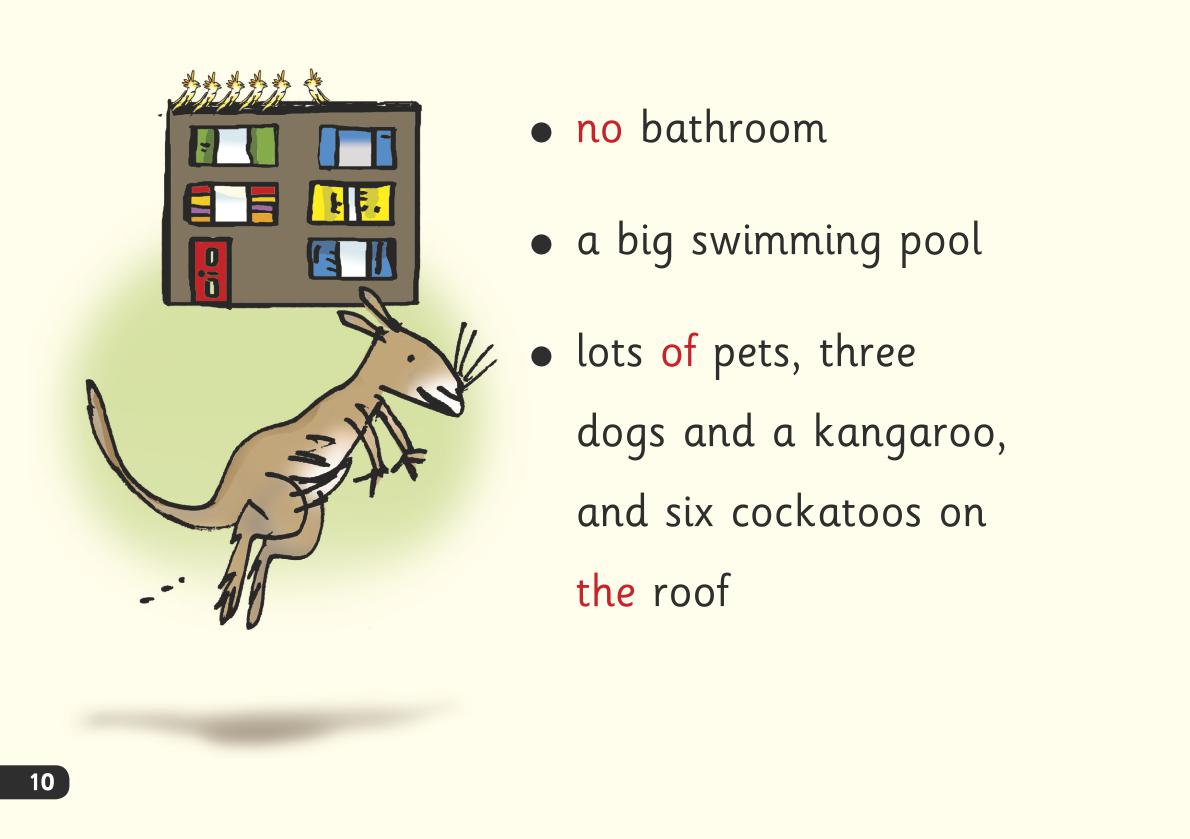 ● no bathroom
● a big swimming pool
● lots of pets, three
dogs and a kangaroo,
and six cockatoos on
the roof
10